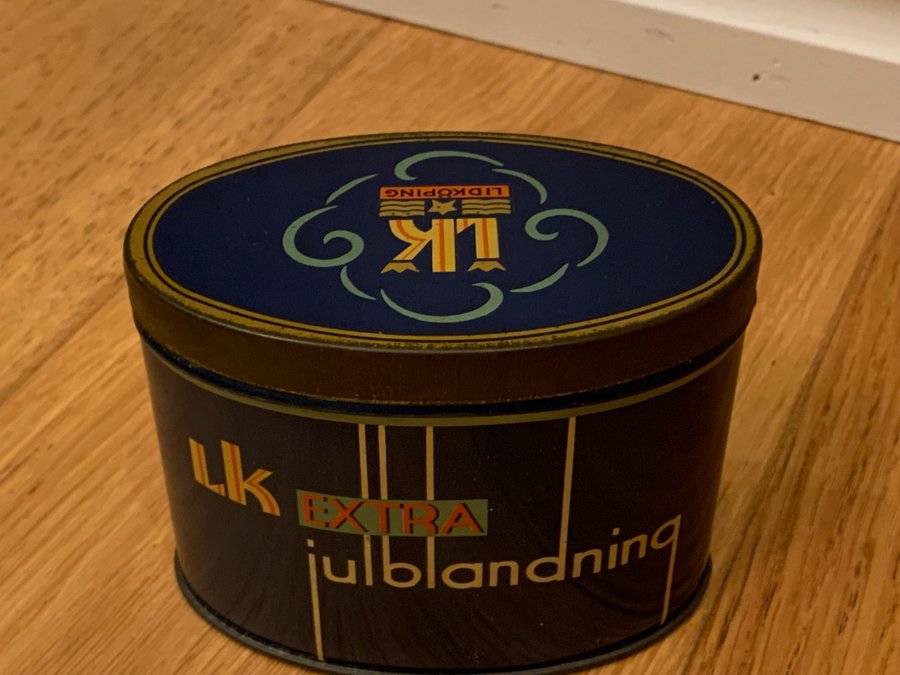 LIDKÖPING
LK
LK
EXTRA
julblandning